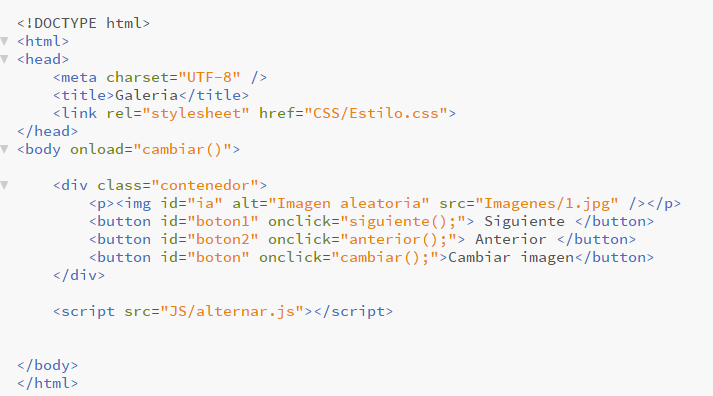 <!DOCTYPE html>
<html>
<head>
    <meta charset="UTF-8" />
    <title>Galeria</title>
    <link rel="stylesheet" href="CSS/Estilo.css">
</head>
<body onload="cambiar()">
    <div class="contenedor">
        <p><img id="ia" alt="Imagen aleatoria" src="Imagenes/1.jpg" /></p>
        <button id="boton1" onclick="siguiente();"> Siguiente </button>
        <button id="boton2" onclick="anterior();"> Anterior </button>
        <button id="boton" onclick="cambiar();">Cambiar imagen</button>
    </div>
    <script src="JS/alternar.js"></script>
</body>
</html>